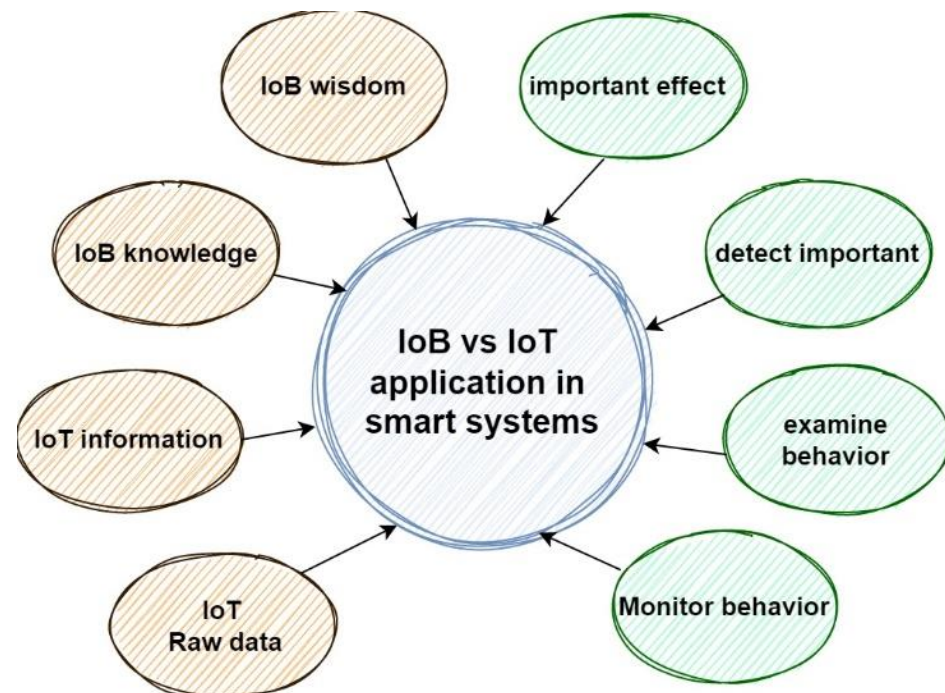 IoB wisdom
important effect
IoB knowledge
detect important
IoB vs IoT
application in
smart systems
IoT information
examine
behavior
IoT
Raw data
Monitor behavior